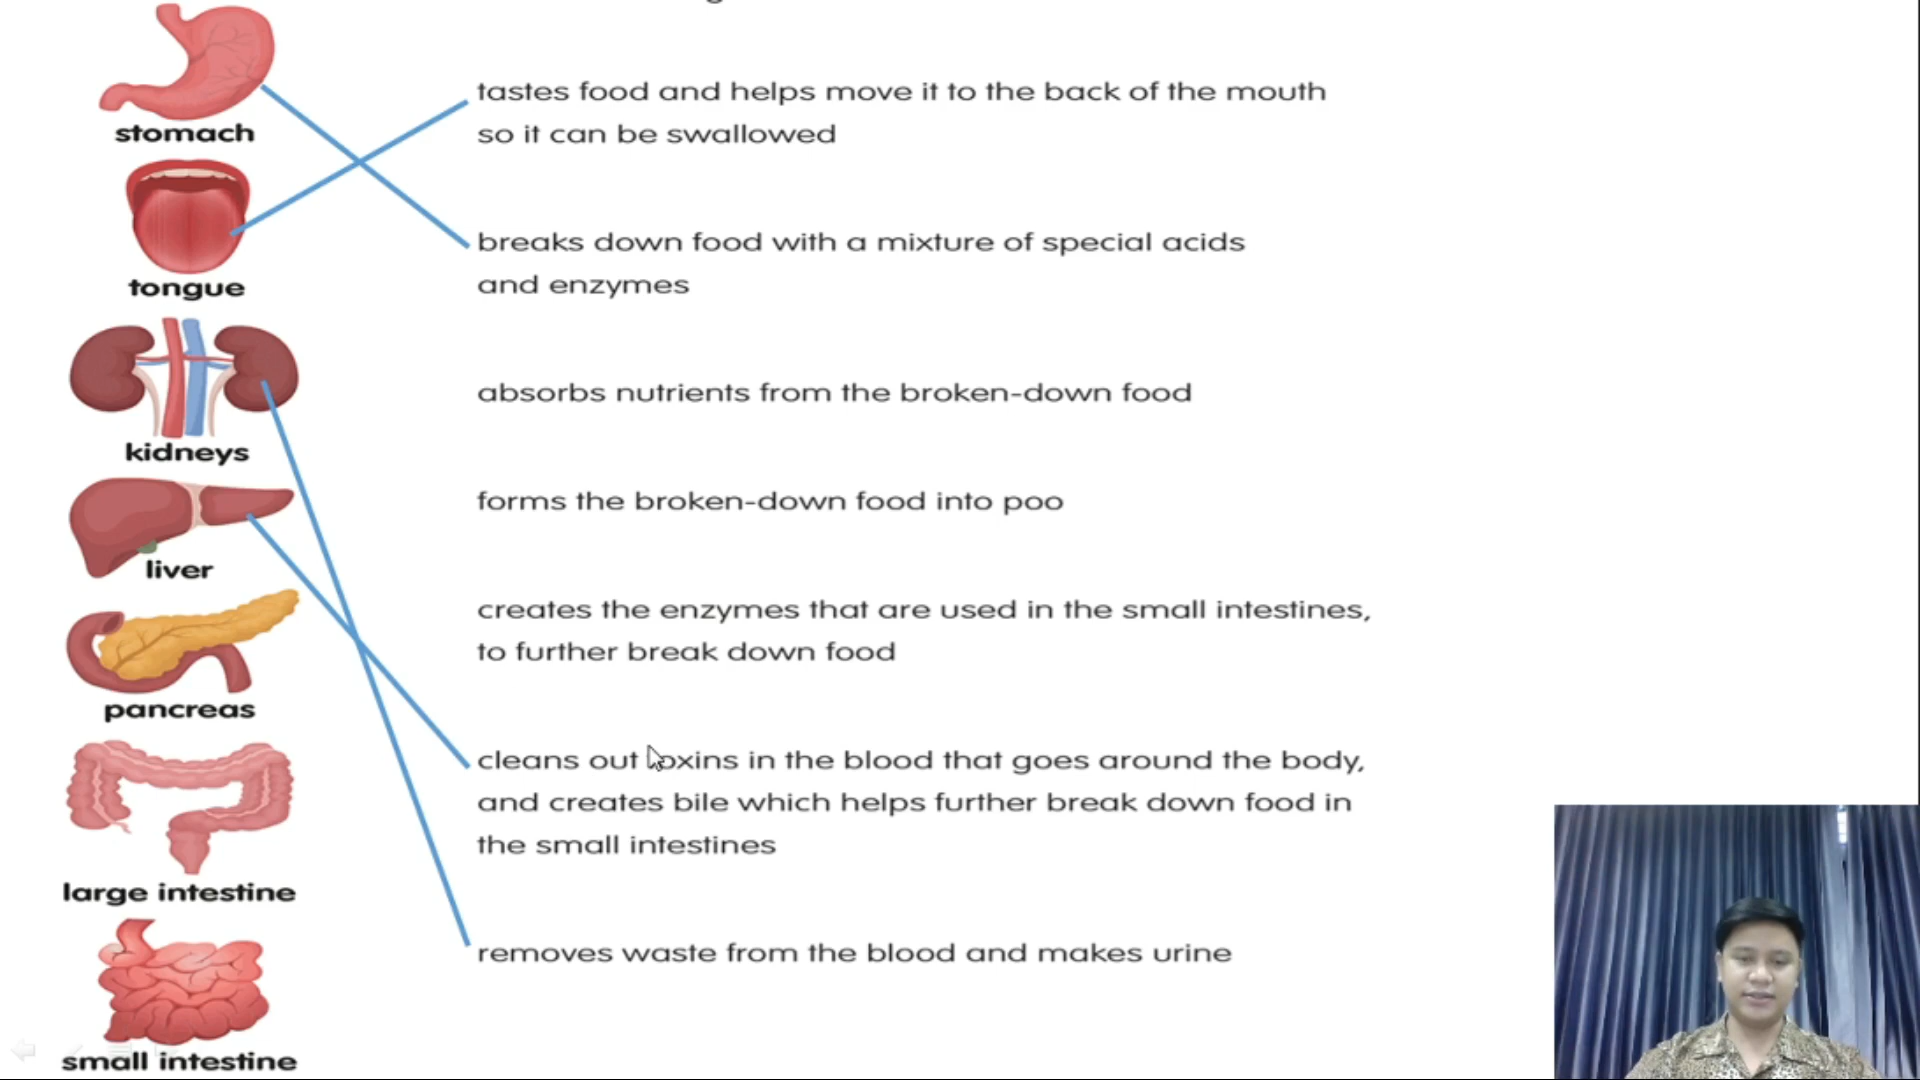 stomach
tongue
kidneys
liver
pancreas
large intestine
small intestine
tastes food and helps move it to the back of the mouth
so it can be swallowed
breaks down food with a mixture of special acids
and enzymes
absorbs nutrients from the broken-down food
forms the broken-down food into poo
creates the enzymes that are used in the small intestines,
to further break down food
cleans out toxins in the blood that goes around the body,
and creates bile which helps further break down food in
the small intestines
removes waste from the blood and makes urine